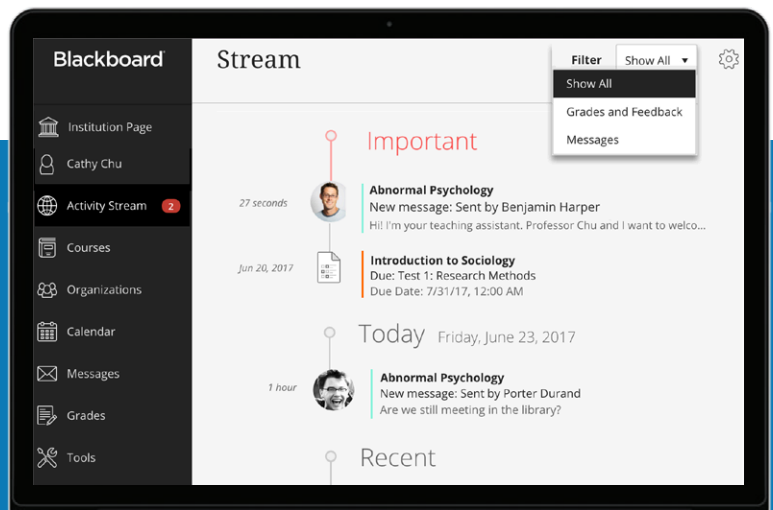 Blackboard
Institution Page
Cathy Chu
Activity Stream 2
Courses
Organizations
Calendar
Messages
Grades
Tools
Stream
Filter Show All
Show All
Grades and Feedback
Messages
Important
27 seconds
Abnormal Psychology
New message: Sent by Benjamin Harper
Hi! I'm your teaching assistant. Professor Chu and I want to welco...
Jun 20, 2017
Introduction to Sociology
Due: Test 1: Research Methods
Due Date: 7/31/17, 12:00 AM
Today Friday, June 23, 2017
1 hour
Abnormal Psychology
New message: Sent by Porter Durand
Are we still meeting in the library?
Recent